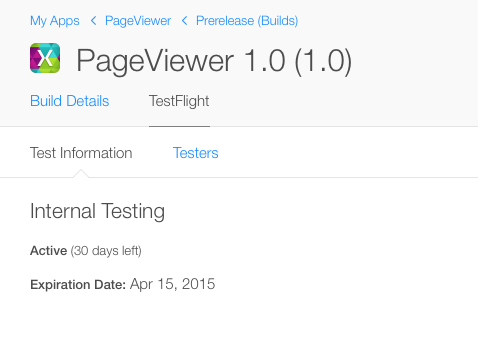 My Apps < PageViewer < Prerelease (Builds)
X PageViewer 1.0 (1.0)
Build Details TestFlight
Test Information Testers
Internal Testing
Active (30 days left)
Expiration Date: Apr 15, 2015